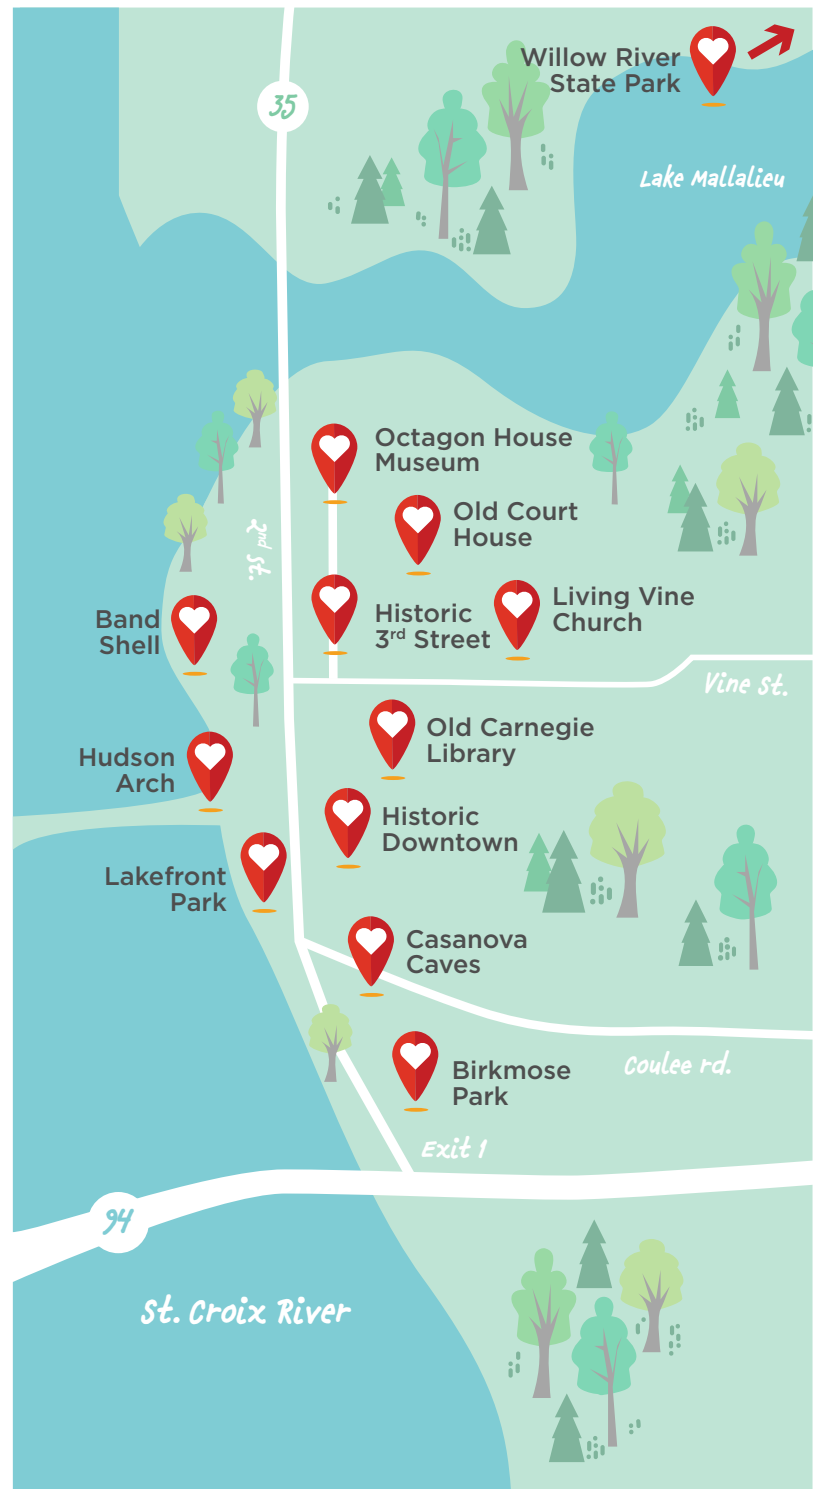 Willow River
State Park
35
Lake Mallalieu
Octagon House
Museum
Old Court
House
2nd St.
Living Vine
Church
Historic
3rd Street
Band
Shell
Vine St.
Old Carnegie
Library
Hudson
Arch
Historic
Downtown
Lakefront
Park
Casanova
Caves
Coulee rd.
Birkmose
Park
Exit 1
94
St. Croix River